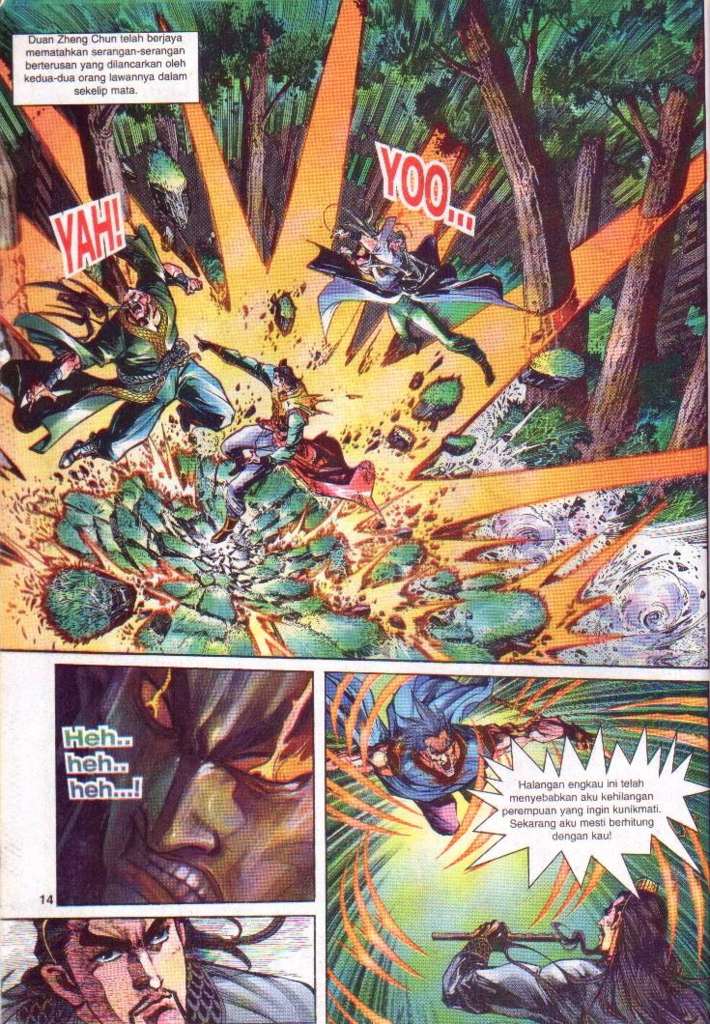 Duan Zheng Chun telah berjaya
mematahkan serangan-serangan
berterusan yang dilancarkan oleh
kedua-dua orang lawannya dalam
sekelip mata.
YAH!
YOO...
Heh..
heh..
heh...!
Halangan engkau ini telah
menyebabkan aku kehilangan
perempuan yang ingin kunikmati.
Sekarang aku mesti berhitung
dengan kau!
14